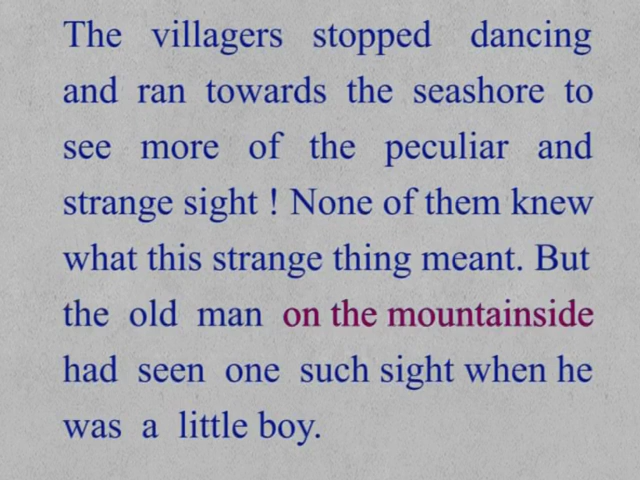 The villagers stopped dancing
and ran towards the seashore to
see more of the peculiar and
strange sight ! None of them knew
what this strange thing meant. But
the old man on the mountainside
had seen one such sight when he
was a little boy.